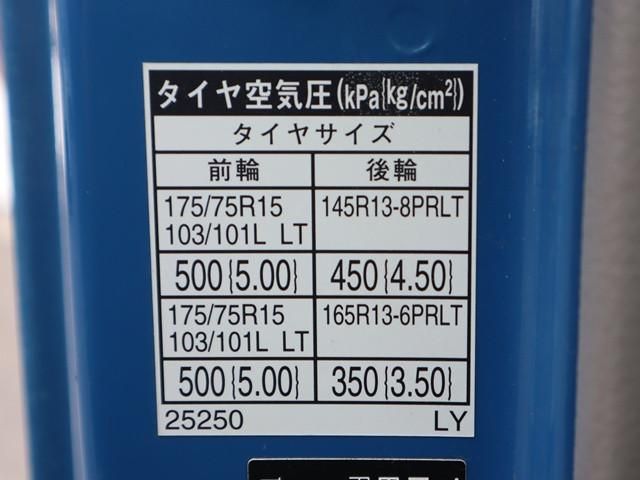 タイヤ空気圧(kPa{kg/cm²})
タイヤサイズ
前輪 後輪
175/75R15 103/101L LT 145R13-8PRLT
500{5.00} 450{4.50}
175/75R15 103/101L LT 165R13-6PRLT
500{5.00} 350{3.50}
25250 LY